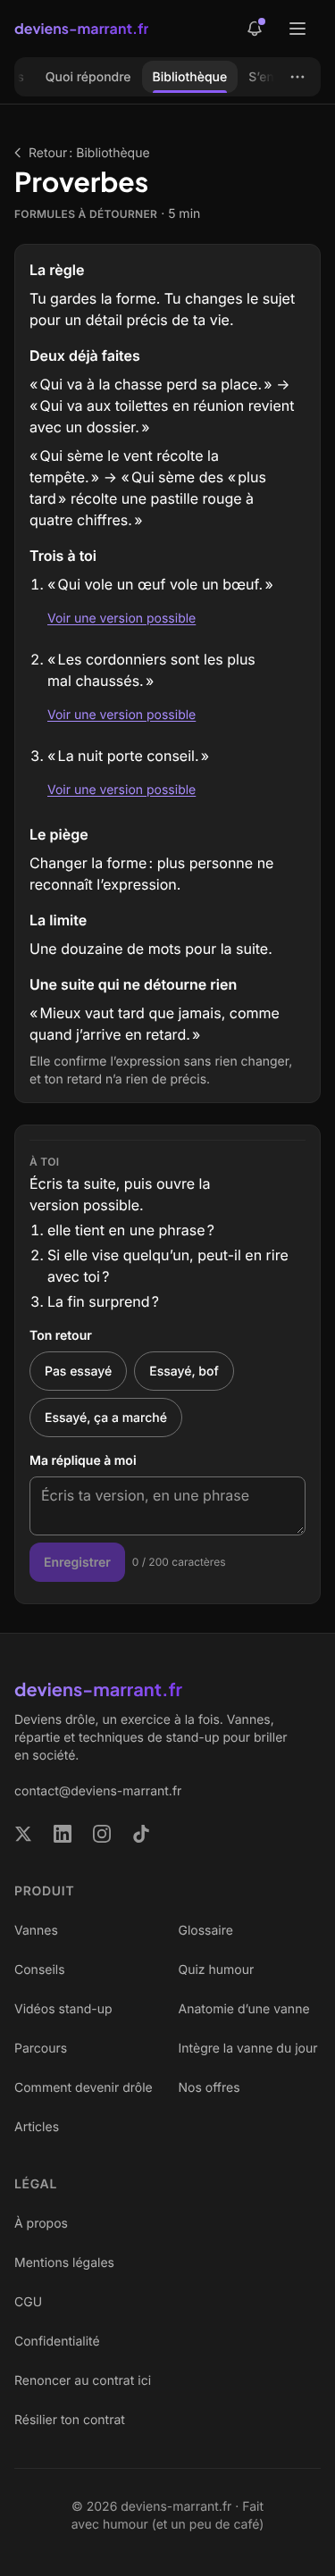 deviens-marrant.fr
s Quoi répondre Bibliothèque S'en ···
Retour : Bibliothèque
Proverbes
FORMULES À DÉTOURNER · 5 min
La règle
Tu gardes la forme. Tu changes le sujet
pour un détail précis de ta vie.
Deux déjà faites
« Qui va à la chasse perd sa place. » →
« Qui va aux toilettes en réunion revient
avec un dossier. »
« Qui sème le vent récolte la
tempête. » → « Qui sème des « plus
tard » récolte une pastille rouge à
quatre chiffres. »
Trois à toi
1. « Qui vole un œuf vole un bœuf. »
Voir une version possible
2. « Les cordonniers sont les plus
mal chaussés. »
Voir une version possible
3. « La nuit porte conseil. »
Voir une version possible
Le piège
Changer la forme : plus personne ne
reconnaît l'expression.
La limite
Une douzaine de mots pour la suite.
Une suite qui ne détourne rien
« Mieux vaut tard que jamais, comme
quand j'arrive en retard. »
Elle confirme l'expression sans rien changer,
et ton retard n'a rien de précis.
À TOI
Écris ta suite, puis ouvre la
version possible.
1. elle tient en une phrase ?
2. Si elle vise quelqu'un, peut-il en rire
avec toi ?
3. La fin surprend ?
Ton retour
Pas essayé Essayé, bof
Essayé, ça a marché
Ma réplique à moi
Écris ta version, en une phrase
Enregistrer 0 / 200 caractères
deviens-marrant.fr
Deviens drôle, un exercice à la fois. Vannes,
répartie et techniques de stand-up pour briller
en société.
contact@deviens-marrant.fr
PRODUIT
Vannes Glossaire
Conseils Quiz humour
Vidéos stand-up Anatomie d'une vanne
Parcours Intègre la vanne du jour
Comment devenir drôle Nos offres
Articles
LÉGAL
À propos
Mentions légales
CGU
Confidentialité
Renoncer au contrat ici
Résilier ton contrat
© 2026 deviens-marrant.fr · Fait
avec humour (et un peu de café)